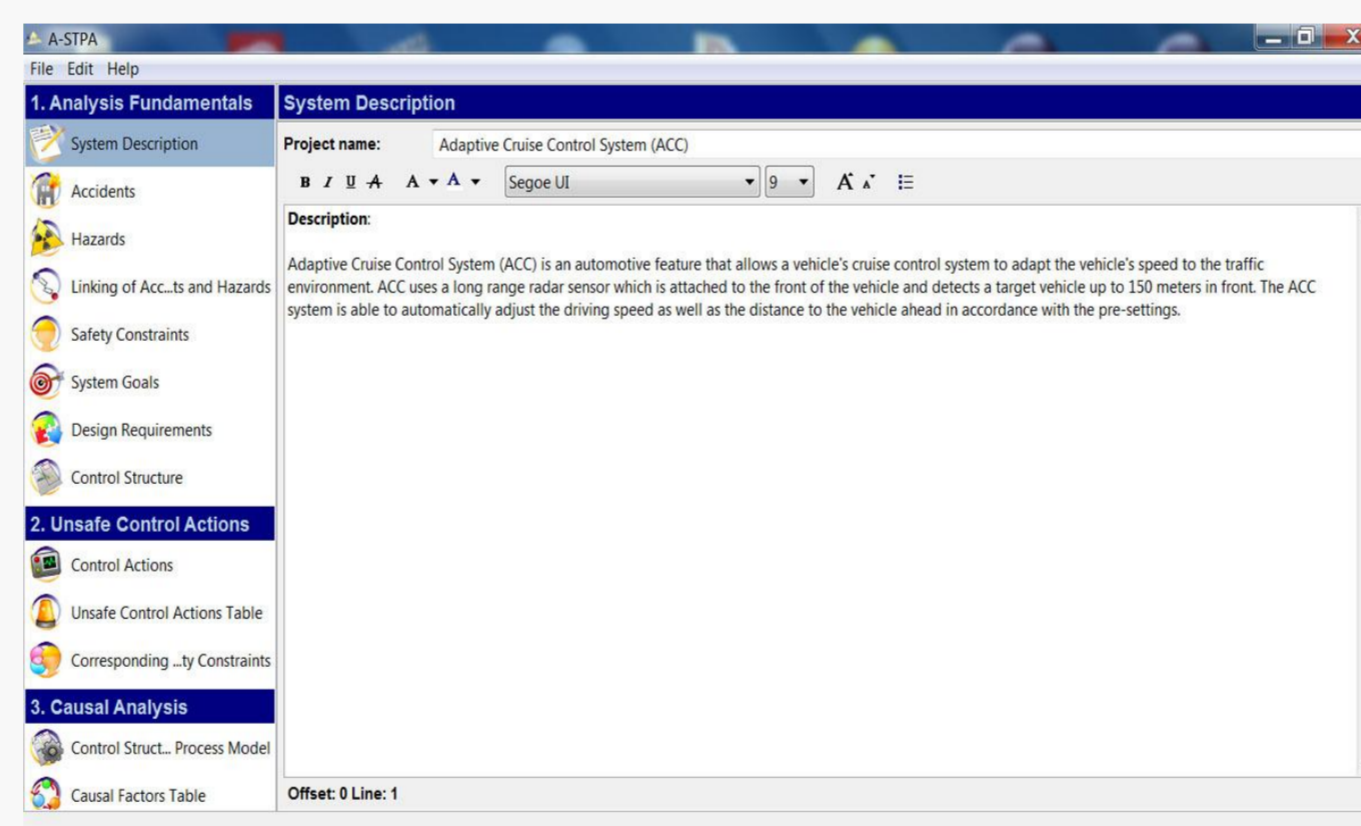 A-STPA
File Edit Help
1. Analysis Fundamentals
System Description
Accidents
Hazards
Linking of Acc...ts and Hazards
Safety Constraints
System Goals
Design Requirements
Control Structure
2. Unsafe Control Actions
Control Actions
Unsafe Control Actions Table
Corresponding ...ty Constraints
3. Causal Analysis
Control Struct... Process Model
Causal Factors Table
System Description
Project name: Adaptive Cruise Control System (ACC)
B I U A A A Segoe UI 9 A A
Description:
Adaptive Cruise Control System (ACC) is an automotive feature that allows a vehicle's cruise control system to adapt the vehicle's speed to the traffic
environment. ACC uses a long range radar sensor which is attached to the front of the vehicle and detects a target vehicle up to 150 meters in front. The ACC
system is able to automatically adjust the driving speed as well as the distance to the vehicle ahead in accordance with the pre-settings.
Offset: 0 Line: 1